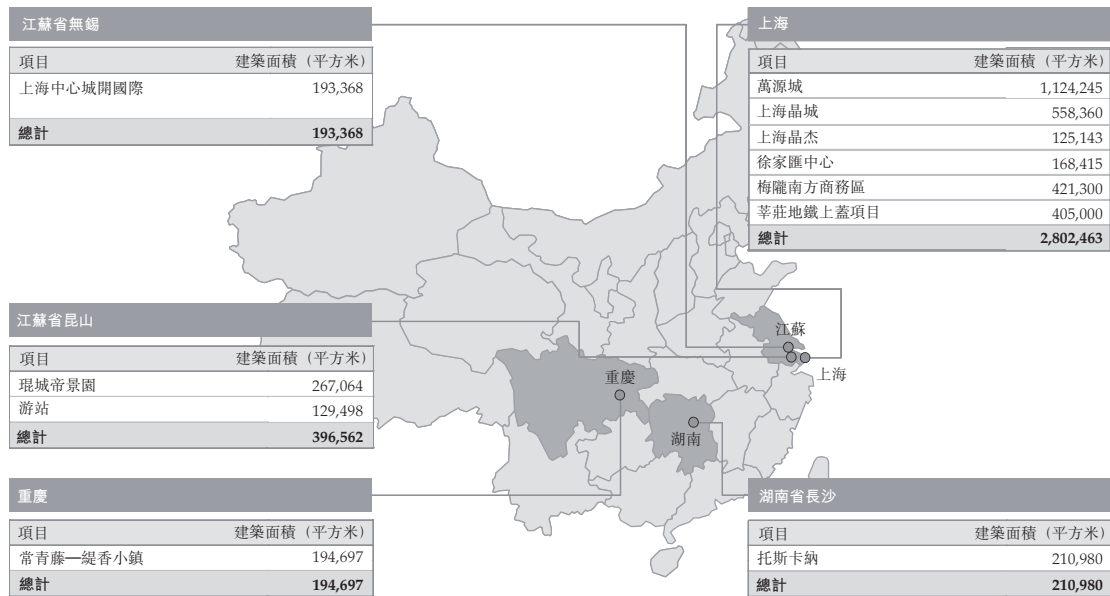 江蘇省無錫
項目 建築面積（平方米）
上海中心城開國際 193,368
總計 193,368
上海
項目 建築面積（平方米）
萬源城 1,124,245
上海晶城 558,360
上海晶杰 125,143
徐家匯中心 168,415
梅隴南方商務區 421,300
莘莊地鐵上蓋項目 405,000
總計 2,802,463
江蘇省昆山
項目 建築面積（平方米）
琨城帝景園 267,064
游站 129,498
總計 396,562
江蘇
上海
重慶
湖南
重慶
項目 建築面積（平方米）
常青藤—緹香小鎮 194,697
總計 194,697
湖南省長沙
項目 建築面積（平方米）
托斯卡納 210,980
總計 210,980